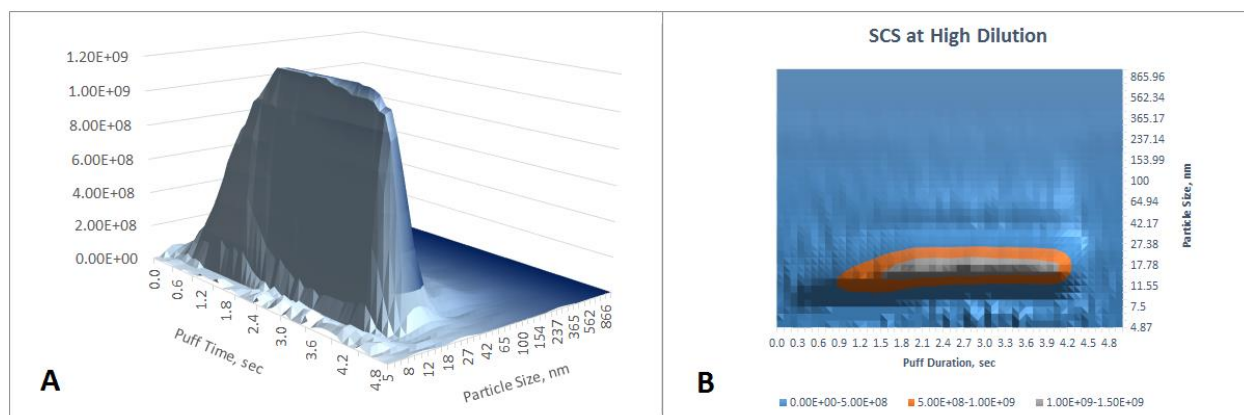 1.20E+09
1.00E+09
8.00E+08
6.00E+08
4.00E+08
2.00E+08
0.00E+00
0.0
0.6
1.2
1.8
2.4
3.0
3.6
4.2
4.8
Puff Time, sec
5
8
12
18
27
42
65
100
154
237
365
562
866
Particle Size, nm
A
SCS at High Dilution
865.96
562.34
365.17
237.14
153.99
100
64.94
42.17
27.38
17.78
11.55
7.5
4.87
Particle Size, nm
0.0 0.3 0.6 0.9 1.2 1.5 1.8 2.1 2.4 2.7 3.0 3.3 3.6 3.9 4.2 4.5 4.8
Puff Duration, sec
B
0.00E+00-5.00E+08 5.00E+08-1.00E+09 1.00E+09-1.50E+09